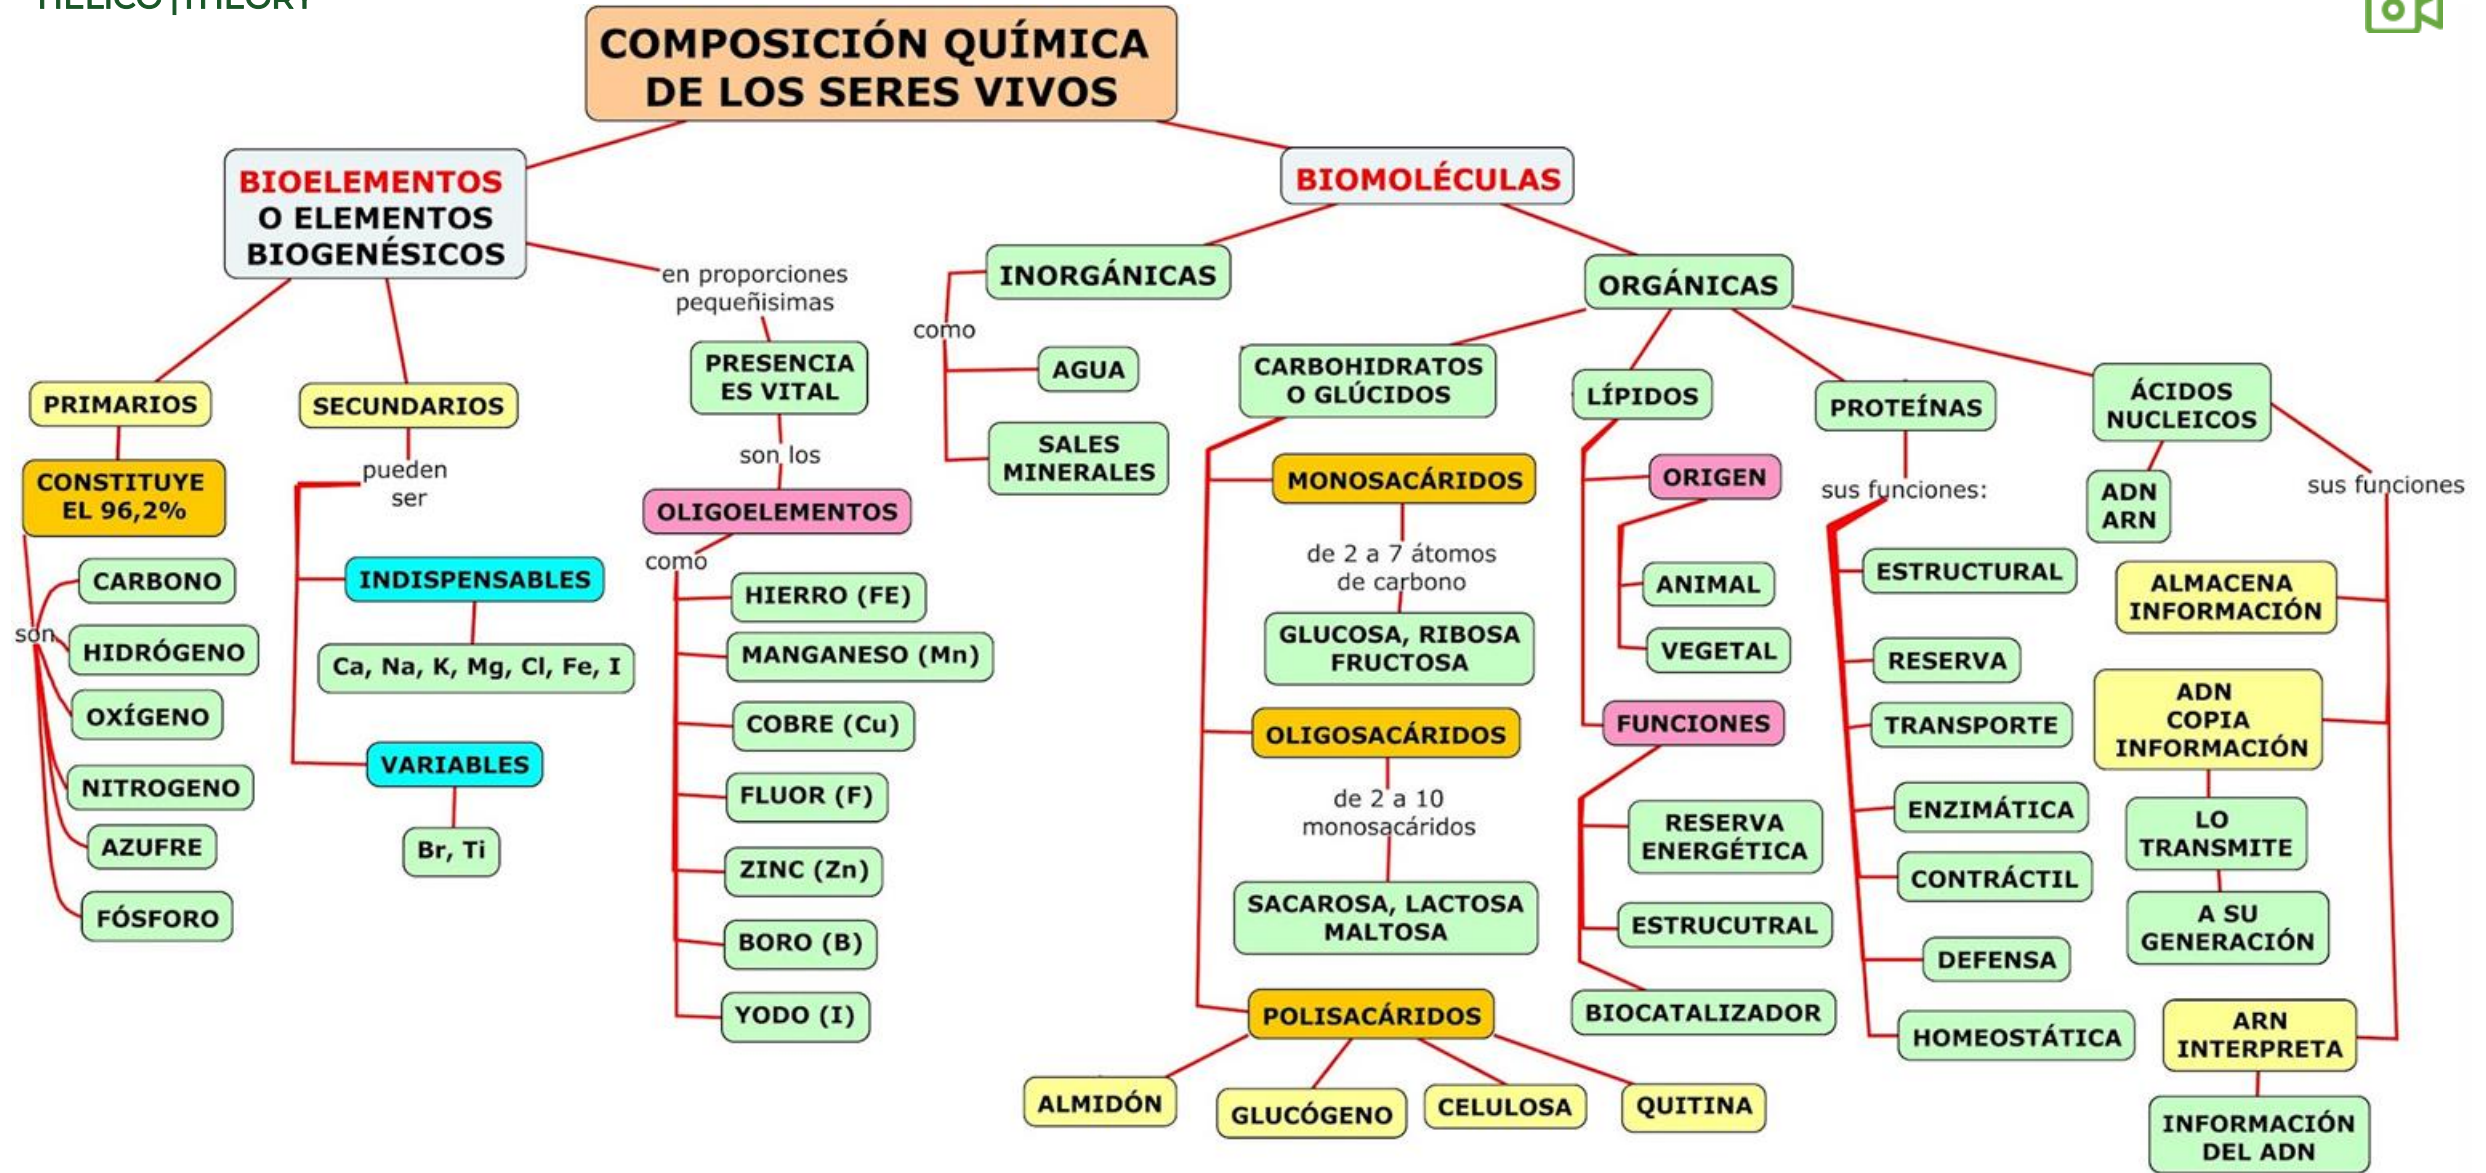 HELICO | THEORY
COMPOSICIÓN QUÍMICA
DE LOS SERES VIVOS
BIOELEMENTOS
O ELEMENTOS
BIOGENÉSICOS
PRIMARIOS
CONSTITUYE
EL 96,2%
son
CARBONO
HIDRÓGENO
OXÍGENO
NITROGENO
AZUFRE
FÓSFORO
SECUNDARIOS
pueden
ser
INDISPENSABLES
Ca, Na, K, Mg, Cl, Fe, I
VARIABLES
Br, Ti
en proporciones
pequeñisimas
PRESENCIA
ES VITAL
son los
OLIGOELEMENTOS
como
HIERRO (FE)
MANGANESO (Mn)
COBRE (Cu)
FLUOR (F)
ZINC (Zn)
BORO (B)
YODO (I)
BIOMOLÉCULAS
INORGÁNICAS
como
AGUA
SALES
MINERALES
ORGÁNICAS
CARBOHIDRATOS
O GLÚCIDOS
MONOSACÁRIDOS
de 2 a 7 átomos
de carbono
GLUCOSA, RIBOSA
FRUCTOSA
OLIGOSACÁRIDOS
de 2 a 10
monosacáridos
SACAROSA, LACTOSA
MALTOSA
POLISACÁRIDOS
ALMIDÓN
GLUCÓGENO
CELULOSA
QUITINA
LÍPIDOS
ORIGEN
ANIMAL
VEGETAL
FUNCIONES
RESERVA
ENERGÉTICA
ESTRUCUTRAL
BIOCATALIZADOR
PROTEÍNAS
sus funciones:
ESTRUCTURAL
RESERVA
TRANSPORTE
ENZIMÁTICA
CONTRÁCTIL
DEFENSA
HOMEOSTÁTICA
ÁCIDOS
NUCLEICOS
ADN
ARN
sus funciones
ALMACENA
INFORMACIÓN
ADN
COPIA
INFORMACIÓN
LO
TRANSMITE
A SU
GENERACIÓN
ARN
INTERPRETA
INFORMACIÓN
DEL ADN